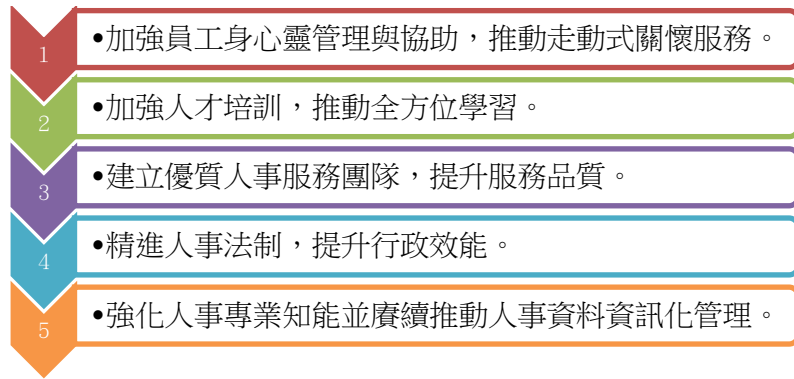 1
•加強員工身心靈管理與協助，推動走動式關懷服務。
2
•加強人才培訓，推動全方位學習。
3
•建立優質人事服務團隊，提升服務品質。
4
•精進人事法制，提升行政效能。
5
•強化人事專業知能並賡續推動人事資料資訊化管理。